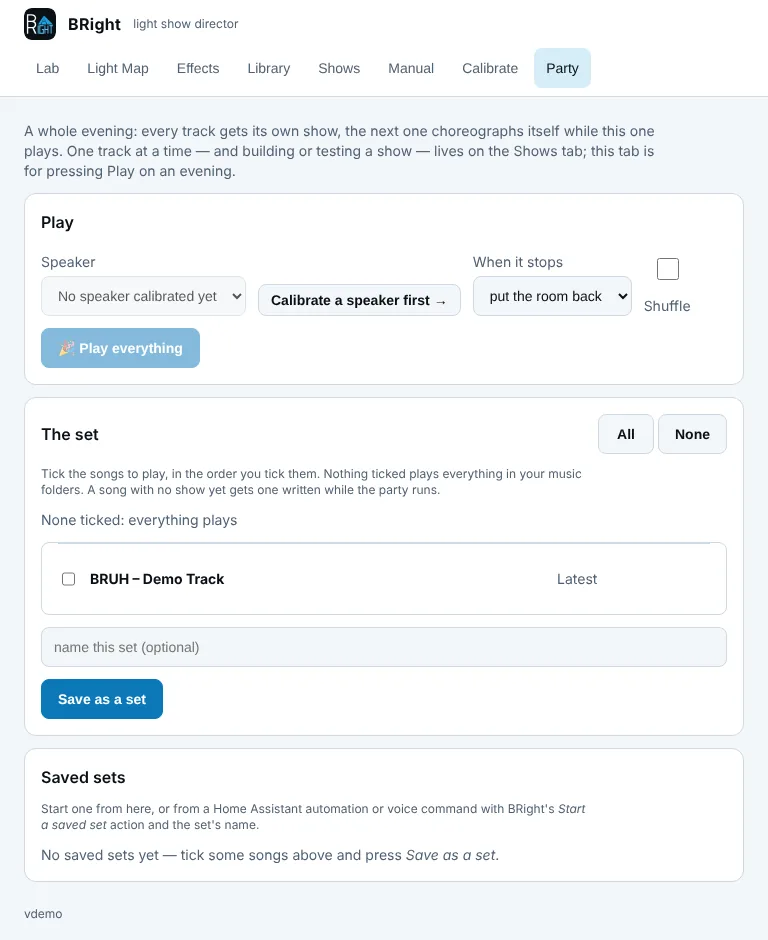 BRIGHT
BRight
light show director
Lab
Light Map
Effects
Library
Shows
Manual
Calibrate
Party
A whole evening: every track gets its own show, the next one choreographs itself while this one
plays. One track at a time — and building or testing a show — lives on the Shows tab; this tab is
for pressing Play on an evening.
Play
Speaker
No speaker calibrated yet
Calibrate a speaker first →
When it stops
put the room back
Shuffle
🎉 Play everything
The set
All
None
Tick the songs to play, in the order you tick them. Nothing ticked plays everything in your music
folders. A song with no show yet gets one written while the party runs.
None ticked: everything plays
BRUH – Demo Track
Latest
name this set (optional)
Save as a set
Saved sets
Start one from here, or from a Home Assistant automation or voice command with BRight's Start
a saved set action and the set's name.
No saved sets yet — tick some songs above and press Save as a set.
vdemo